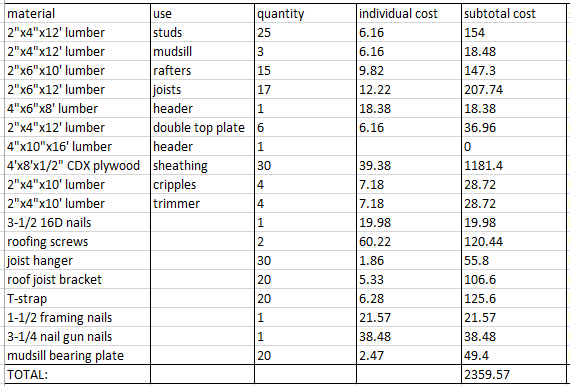 material use quantity individual cost subtotal cost
2"x4"x12' lumber studs 25 6.16 154
2"x4"x12' lumber mudsill 3 6.16 18.48
2"x6"x10' lumber rafters 15 9.82 147.3
2"x6"x12' lumber joists 17 12.22 207.74
4"x6"x8' lumber header 1 18.38 18.38
2"x4"x12' lumber double top plate 6 6.16 36.96
4"x10"x16' lumber header 1 0
4'x8'x1/2" CDX plywood sheathing 30 39.38 1181.4
2"x4"x10' lumber cripples 4 7.18 28.72
2"x4"x10' lumber trimmer 4 7.18 28.72
3-1/2 16D nails 1 19.98 19.98
roofing screws 2 60.22 120.44
joist hanger 30 1.86 55.8
roof joist bracket 20 5.33 106.6
T-strap 20 6.28 125.6
1-1/2 framing nails 1 21.57 21.57
3-1/4 nail gun nails 1 38.48 38.48
mudsill bearing plate 20 2.47 49.4
TOTAL: 2359.57